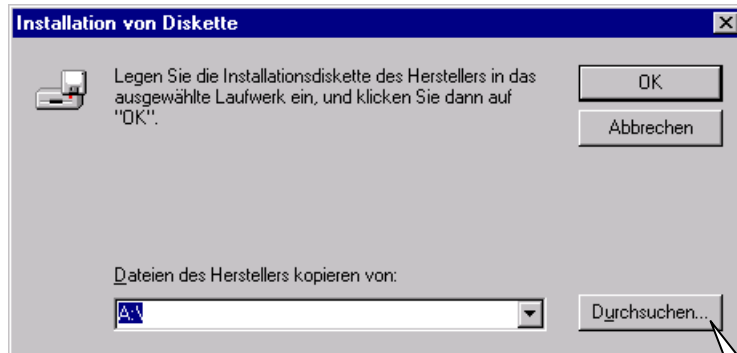 Installation von Diskette
Legen Sie die Installationsdiskette des Herstellers in das
ausgewählte Laufwerk ein, und klicken Sie dann auf
"OK".
OK
Abbrechen
Dateien des Herstellers kopieren von:
A:\
Durchsuchen...